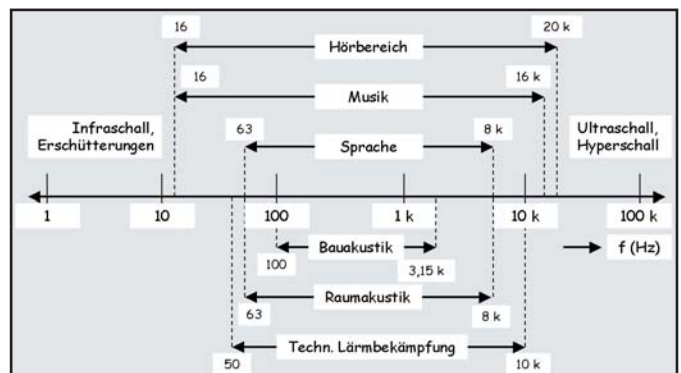 16
20 k
Hörbereich
16
16 k
Musik
Infraschall,
Erschütterungen
63
8 k
Sprache
Ultraschall,
Hyperschall
1
10
100
1 k
10 k
100 k
100
Bauakustik
3,15 k
f (Hz)
Raumakustik
63
8 k
Techn. Lärmbekämpfung
50
10 k